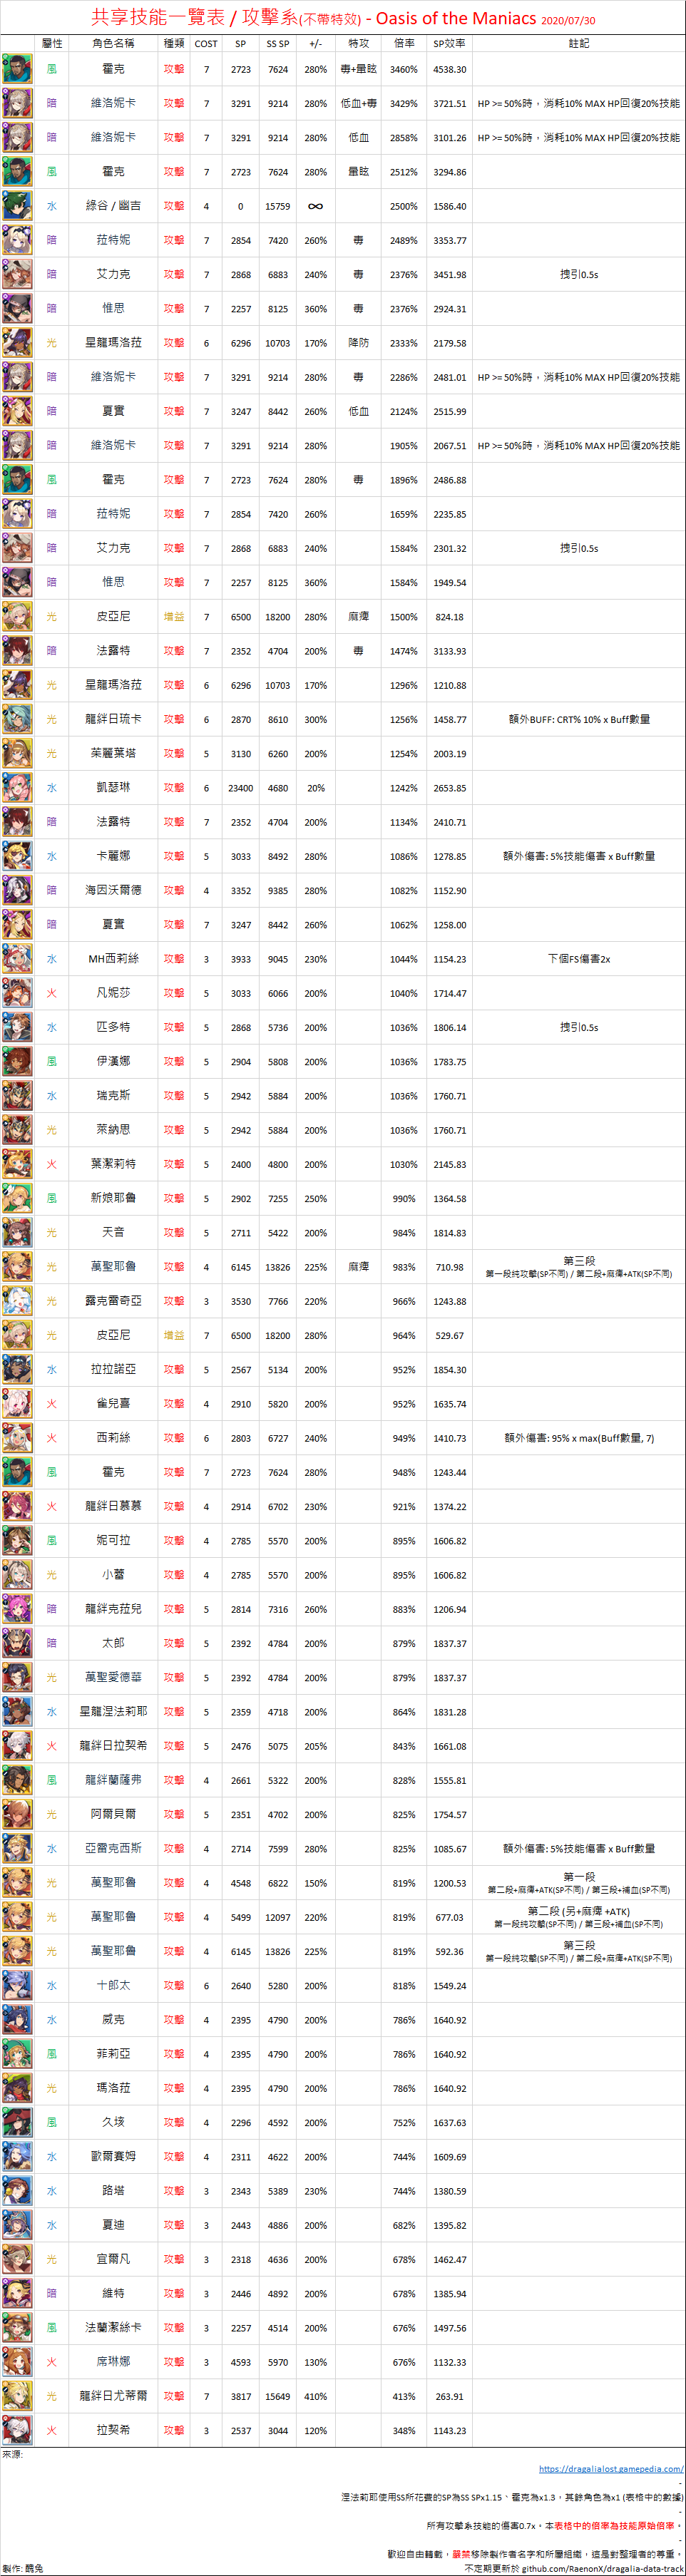 共享技能一覽表 / 攻擊系(不帶特效) - Oasis of the Maniacs 2020/07/30
屬性 角色名稱 種類 COST SP SS SP +/- 特攻 倍率 SP效率 註記
風 霍克 攻擊 7 2723 7624 280% 毒+暈眩 3460% 4538.30
暗 維洛妮卡 攻擊 7 3291 9214 280% 低血+毒 3429% 3721.51 HP >= 50%時，消耗10% MAX HP回復20%技能
暗 維洛妮卡 攻擊 7 3291 9214 280% 低血 2858% 3101.26 HP >= 50%時，消耗10% MAX HP回復20%技能
風 霍克 攻擊 7 2723 7624 280% 暈眩 2512% 3294.86
水 綠谷 / 幽吉 攻擊 4 0 15759 ∞ 2500% 1586.40
暗 菈特妮 攻擊 7 2854 7420 260% 毒 2489% 3353.77
暗 艾力克 攻擊 7 2868 6883 240% 毒 2376% 3451.98 拽引0.5s
暗 惟思 攻擊 7 2257 8125 360% 毒 2376% 2924.31
光 星龍瑪洛菈 攻擊 6 6296 10703 170% 降防 2333% 2179.58
暗 維洛妮卡 攻擊 7 3291 9214 280% 毒 2286% 2481.01 HP >= 50%時，消耗10% MAX HP回復20%技能
暗 夏實 攻擊 7 3247 8442 260% 低血 2124% 2515.99
暗 維洛妮卡 攻擊 7 3291 9214 280% 1905% 2067.51 HP >= 50%時，消耗10% MAX HP回復20%技能
風 霍克 攻擊 7 2723 7624 280% 毒 1896% 2486.88
暗 菈特妮 攻擊 7 2854 7420 260% 1659% 2235.85
暗 艾力克 攻擊 7 2868 6883 240% 1584% 2301.32 拽引0.5s
暗 惟思 攻擊 7 2257 8125 360% 1584% 1949.54
光 皮亞尼 增益 7 6500 18200 280% 麻痺 1500% 824.18
暗 法露特 攻擊 7 2352 4704 200% 毒 1474% 3133.93
光 星龍瑪洛菈 攻擊 6 6296 10703 170% 1296% 1210.88
光 龍絆日琉卡 攻擊 6 2870 8610 300% 1256% 1458.77 額外BUFF: CRT% 10% x Buff數量
光 茱麗葉塔 攻擊 5 3130 6260 200% 1254% 2003.19
水 凱瑟琳 攻擊 6 23400 4680 20% 1242% 2653.85
暗 法露特 攻擊 7 2352 4704 200% 1134% 2410.71
水 卡麗娜 攻擊 5 3033 8492 280% 1086% 1278.85 額外傷害: 5%技能傷害 x Buff數量
暗 海因沃爾德 攻擊 4 3352 9385 280% 1082% 1152.90
暗 夏實 攻擊 7 3247 8442 260% 1062% 1258.00
水 MH西莉絲 攻擊 3 3933 9045 230% 1044% 1154.23 下個FS傷害2x
火 凡妮莎 攻擊 5 3033 6066 200% 1040% 1714.47
水 匹多特 攻擊 5 2868 5736 200% 1036% 1806.14 拽引0.5s
風 伊漢娜 攻擊 5 2904 5808 200% 1036% 1783.75
水 瑞克斯 攻擊 5 2942 5884 200% 1036% 1760.71
光 萊納思 攻擊 5 2942 5884 200% 1036% 1760.71
火 葉潔莉特 攻擊 5 2400 4800 200% 1030% 2145.83
風 新娘耶魯 攻擊 5 2902 7255 250% 990% 1364.58
光 天音 攻擊 5 2711 5422 200% 984% 1814.83
光 萬聖耶魯 攻擊 4 6145 13826 225% 麻痺 983% 710.98 第三段
第一段純攻擊(SP不同) / 第二段+麻痺+ATK(SP不同)
光 露克雷奇亞 攻擊 3 3530 7766 220% 966% 1243.88
光 皮亞尼 增益 7 6500 18200 280% 964% 529.67
水 拉拉諾亞 攻擊 5 2567 5134 200% 952% 1854.30
火 雀兒喜 攻擊 4 2910 5820 200% 952% 1635.74
火 西莉絲 攻擊 6 2803 6727 240% 949% 1410.73 額外傷害: 95% x max(Buff數量, 7)
風 霍克 攻擊 7 2723 7624 280% 948% 1243.44
火 龍絆日慕慕 攻擊 4 2914 6702 230% 921% 1374.22
風 妮可拉 攻擊 4 2785 5570 200% 895% 1606.82
光 小蕾 攻擊 4 2785 5570 200% 895% 1606.82
暗 龍絆克菈兒 攻擊 5 2814 7316 260% 883% 1206.94
暗 太郎 攻擊 5 2392 4784 200% 879% 1837.37
光 萬聖愛德華 攻擊 5 2392 4784 200% 879% 1837.37
水 星龍涅法莉耶 攻擊 5 2359 4718 200% 864% 1831.28
火 龍絆日拉契希 攻擊 5 2476 5075 205% 843% 1661.08
風 龍絆蘭薩弗 攻擊 4 2661 5322 200% 828% 1555.81
光 阿爾貝爾 攻擊 5 2351 4702 200% 825% 1754.57
水 亞雷克西斯 攻擊 4 2714 7599 280% 825% 1085.67 額外傷害: 5%技能傷害 x Buff數量
光 萬聖耶魯 攻擊 4 4548 6822 150% 819% 1200.53 第一段
第二段+麻痺+ATK(SP不同) / 第三段+補血(SP不同)
光 萬聖耶魯 攻擊 4 5499 12097 220% 819% 677.03 第二段 (另+麻痺 +ATK)
第一段純攻擊(SP不同) / 第三段+補血(SP不同)
光 萬聖耶魯 攻擊 4 6145 13826 225% 819% 592.36 第三段
第一段純攻擊(SP不同) / 第二段+麻痺+ATK(SP不同)
水 十郎太 攻擊 6 2640 5280 200% 818% 1549.24
水 威克 攻擊 4 2395 4790 200% 786% 1640.92
風 菲莉亞 攻擊 4 2395 4790 200% 786% 1640.92
光 瑪洛菈 攻擊 4 2395 4790 200% 786% 1640.92
風 久垓 攻擊 4 2296 4592 200% 752% 1637.63
水 歐爾賽姆 攻擊 4 2311 4622 200% 744% 1609.69
水 路塔 攻擊 3 2343 5389 230% 744% 1380.59
水 夏迪 攻擊 3 2443 4886 200% 682% 1395.82
光 宜爾凡 攻擊 3 2318 4636 200% 678% 1462.47
暗 維特 攻擊 3 2446 4892 200% 678% 1385.94
風 法蘭潔絲卡 攻擊 3 2257 4514 200% 676% 1497.56
火 席琳娜 攻擊 3 4593 5970 130% 676% 1132.33
光 龍絆日尤蒂爾 攻擊 7 3817 15649 410% 413% 263.91
火 拉契希 攻擊 3 2537 3044 120% 348% 1143.23
來源:
https://dragalialost.gamepedia.com/
-
涅法莉耶使用SS所花費的SP為SS SPx1.15、霍克為x1.3，其餘角色為x1 (表格中的數據)
-
所有攻擊系技能的傷害0.7x。本表格中的倍率為技能原始倍率。
-
歡迎自由轉載，嚴禁移除製作者名字和所屬組織，這是對整理者的尊重。
製作: 醜兔 不定期更新於 github.com/RaenonX/dragalia-data-track